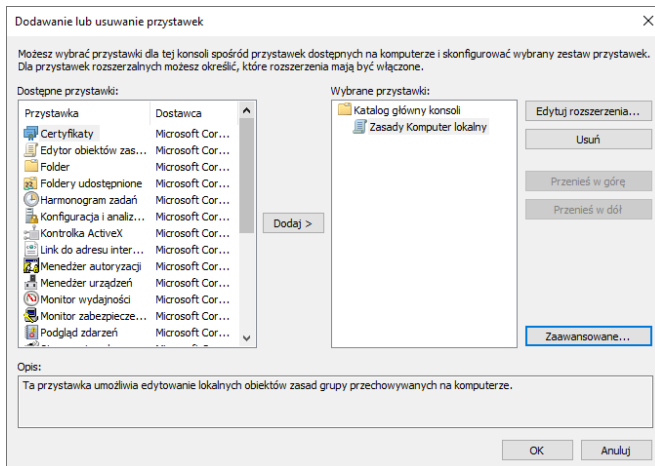 Dodawanie lub usuwanie przystawek
Możesz wybrać przystawki dla tej konsoli spośród przystawek dostępnych na komputerze i skonfigurować wybrany zestaw przystawek.
Dla przystawek rozszerzalnych możesz określić, które rozszerzenia mają być włączone.
Dostępne przystawki:
Przystawka Dostawca
Certyfikaty Microsoft Cor...
Edytor obiektów zas... Microsoft Cor...
Folder Microsoft Cor...
Foldery udostępnione Microsoft Cor...
Harmonogram zadań Microsoft Cor...
Konfiguracja i analiz... Microsoft Cor...
Kontrolka ActiveX Microsoft Cor...
Link do adresu inter... Microsoft Cor...
Menedżer autoryzacji Microsoft Cor...
Menedżer urządzeń Microsoft Cor...
Monitor wydajności Microsoft Cor...
Monitor zabezpiecze... Microsoft Cor...
Podgląd zdarzeń Microsoft Cor...
Dodaj >
Wybrane przystawki:
Katalog główny konsoli
Zasady Komputer lokalny
Edytuj rozszerzenia...
Usuń
Przenieś w górę
Przenieś w dół
Zaawansowane...
Opis:
Ta przystawka umożliwia edytowanie lokalnych obiektów zasad grupy przechowywanych na komputerze.
OK Anuluj